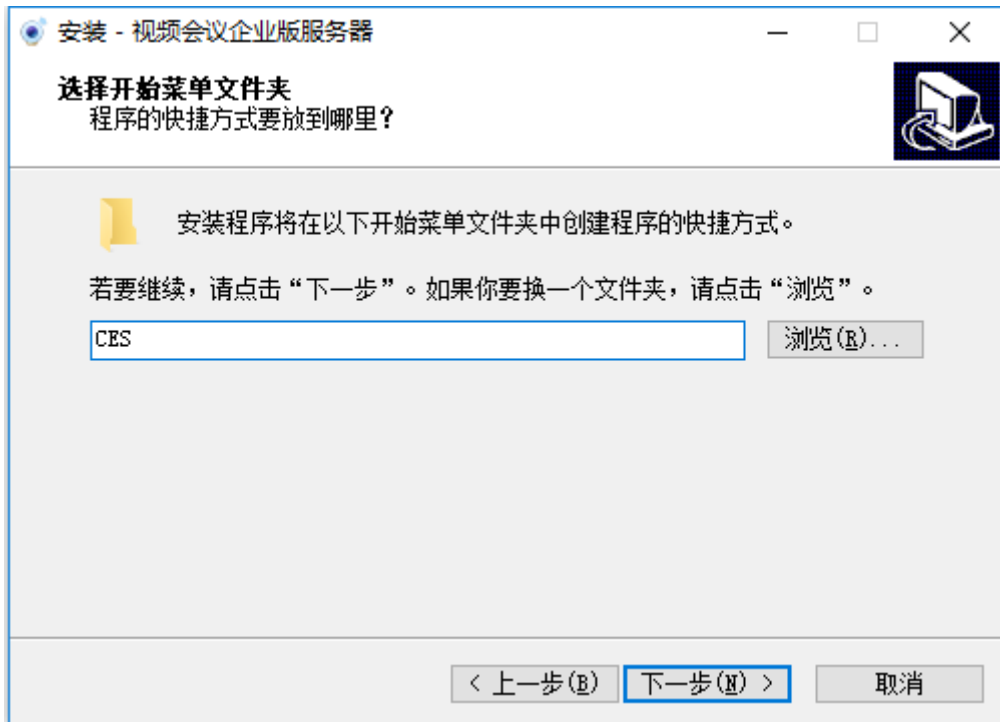 安装 - 视频会议企业版服务器
选择开始菜单文件夹
程序的快捷方式要放到哪里?
安装程序将在以下开始菜单文件夹中创建程序的快捷方式。
若要继续，请点击“下一步”。如果你要换一个文件夹，请点击“浏览”。
CES
浏览(R)...
< 上一步(B)
下一步(N) >
取消